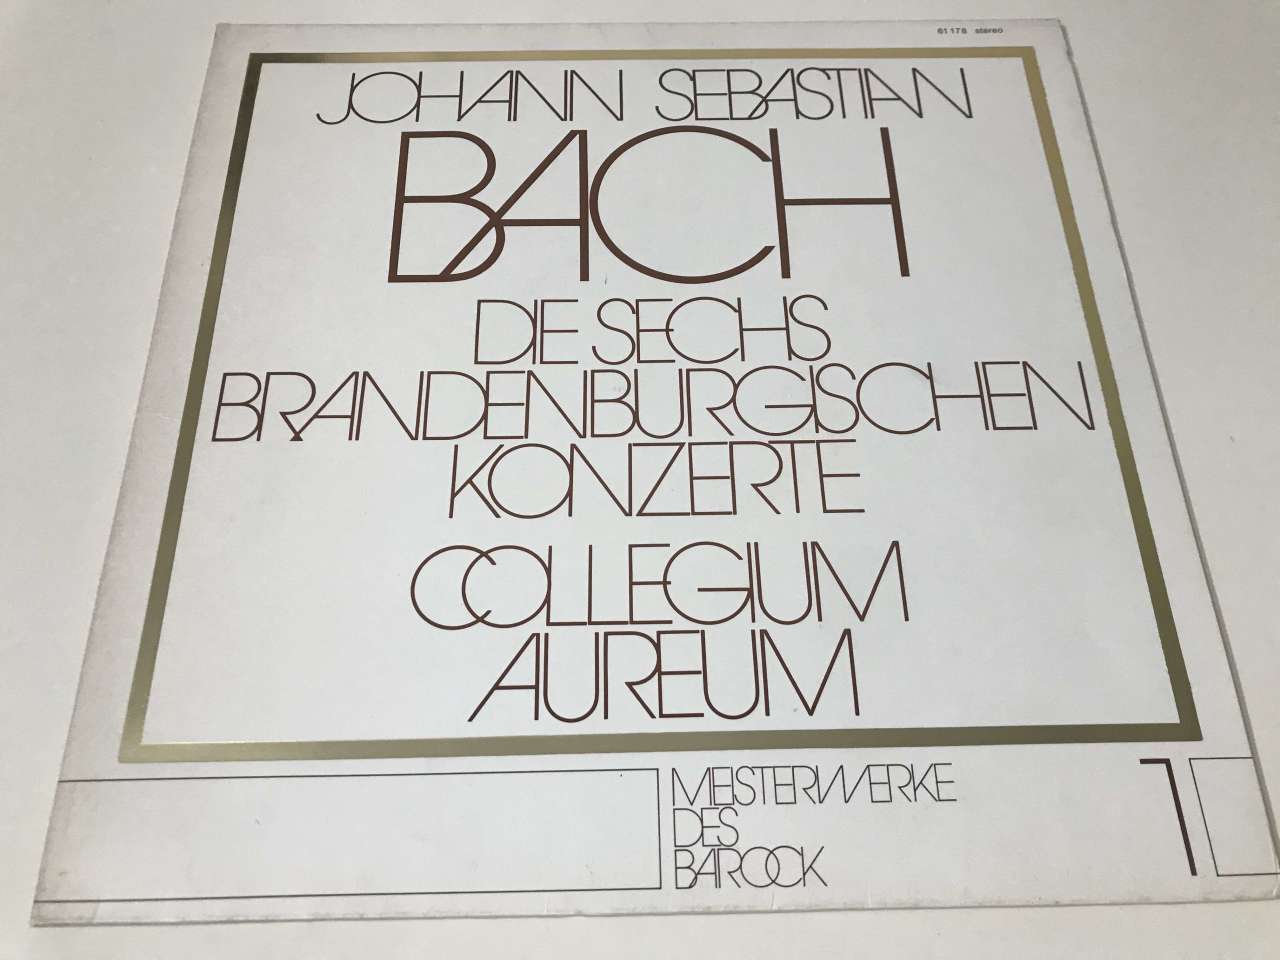 61 178 stereo
JOHANN SEBASTIAN
BACH
DIE SECHS
BRANDENBURGISCHEN
KONZERTE
COLLEGIUM
AUREUM
MEISTERWERKE
DES
BAROCK
1